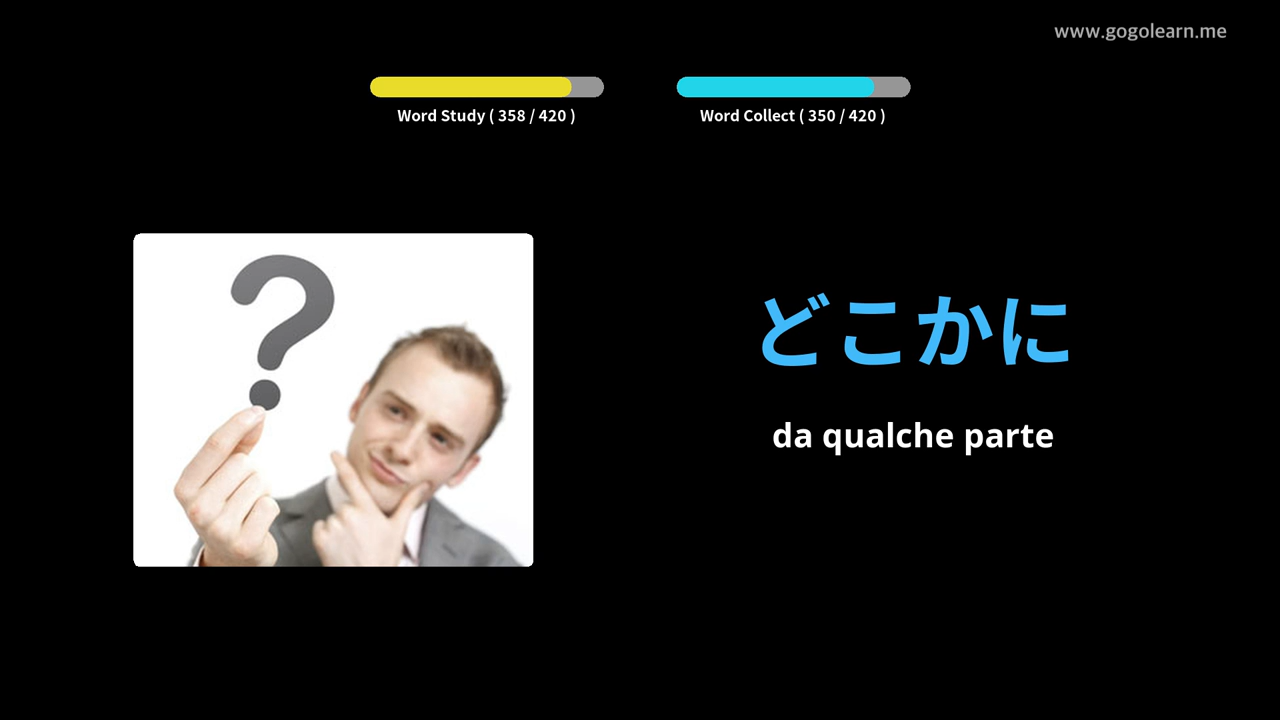 www.gogolearn.me
Word Study ( 358 / 420 )
Word Collect ( 350 / 420 )
どこかに
da qualche parte